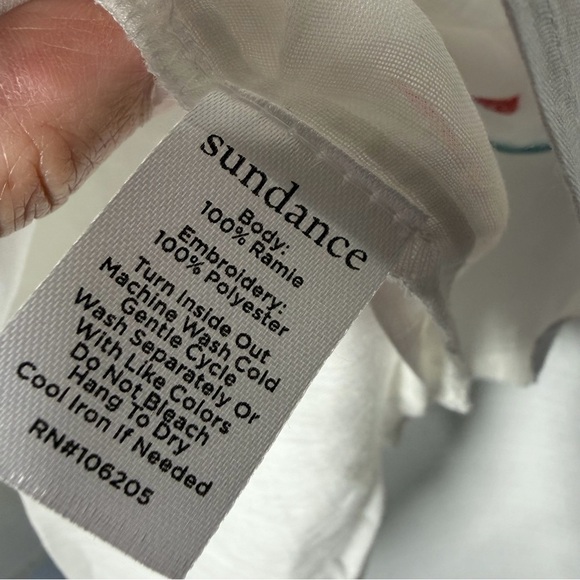 sundance
Body:
100% Ramie
Embroidery:
100% Polyester
Turn Inside Out
Machine Wash Cold
Gentle Cycle
Wash Separately Or
With Like Colors
Do Not Bleach
Hang To Dry
Cool Iron If Needed
RN#106205